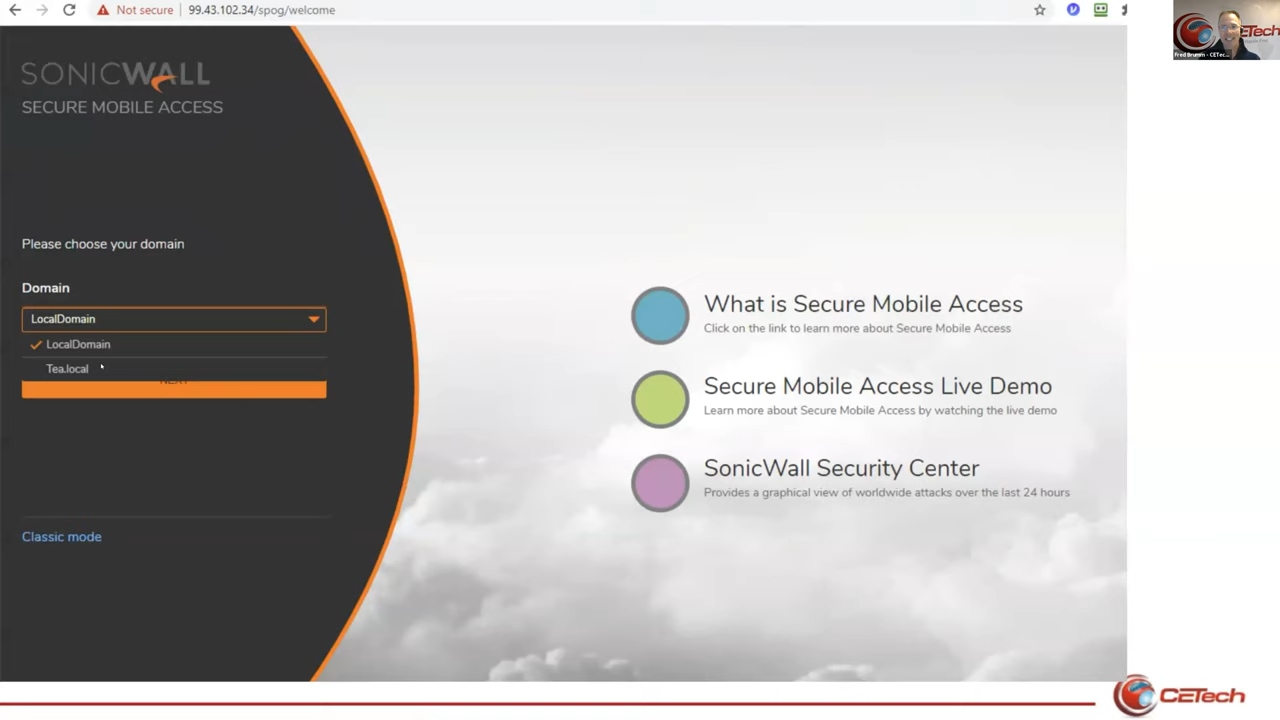 Not secure
99.43.102.34/spog/welcome
SONICWALL
SECURE MOBILE ACCESS
Please choose your domain
Domain
LocalDomain
LocalDomain
Tea.local
NEXT
Classic mode
What is Secure Mobile Access
Click on the link to learn more about Secure Mobile Access
Secure Mobile Access Live Demo
Learn more about Secure Mobile Access by watching the live demo
SonicWall Security Center
Provides a graphical view of worldwide attacks over the last 24 hours
CETech
CETech